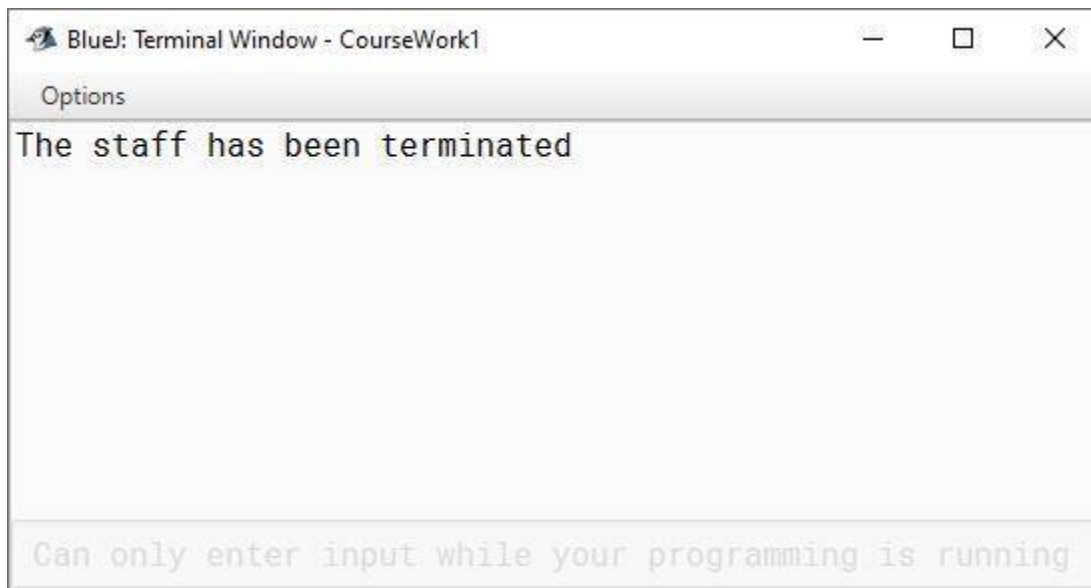 BlueJ: Terminal Window - CourseWork1
Options
The staff has been terminated
Can only enter input while your programming is running